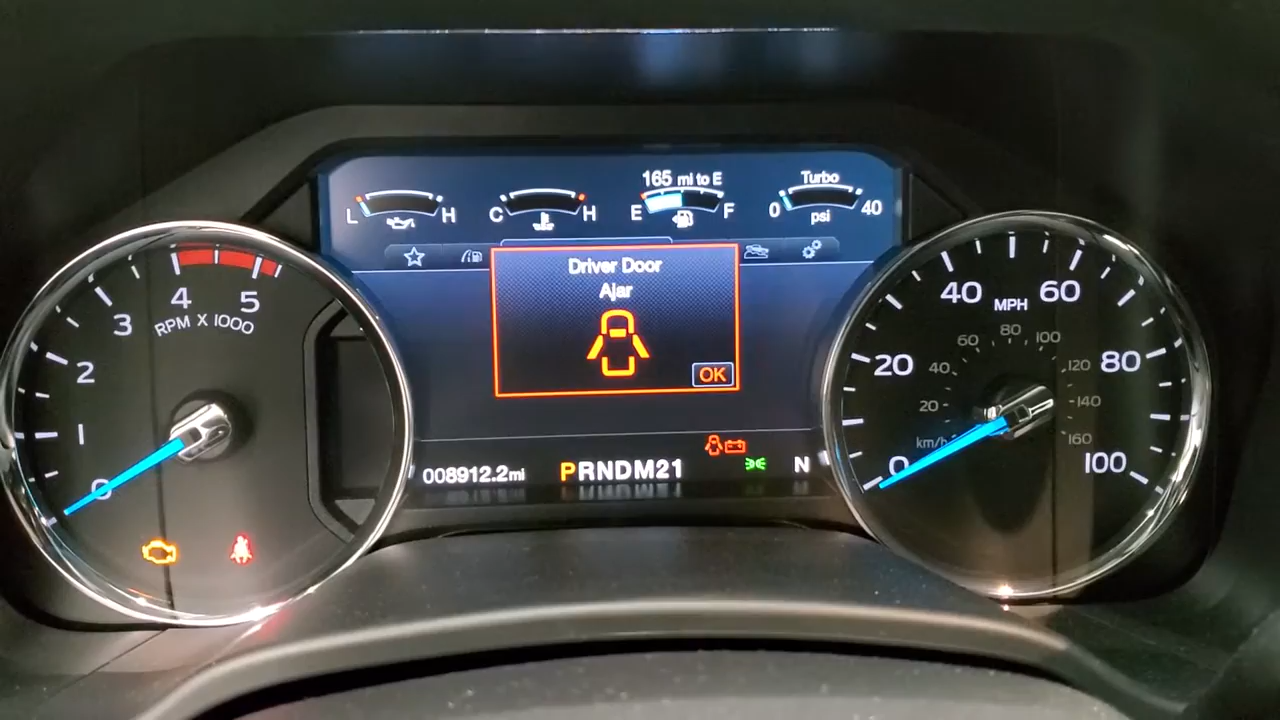 165 mi to E
Turbo
L H
C H
E F
0 40
psi
Driver Door
Ajar
OK
4 5
3
RPM X 1000
2
1
0
40 60
MPH
80
60 100
20 80
40 120
20 140
km/h 160
0 100
008912.2mi
PRNDM21
N